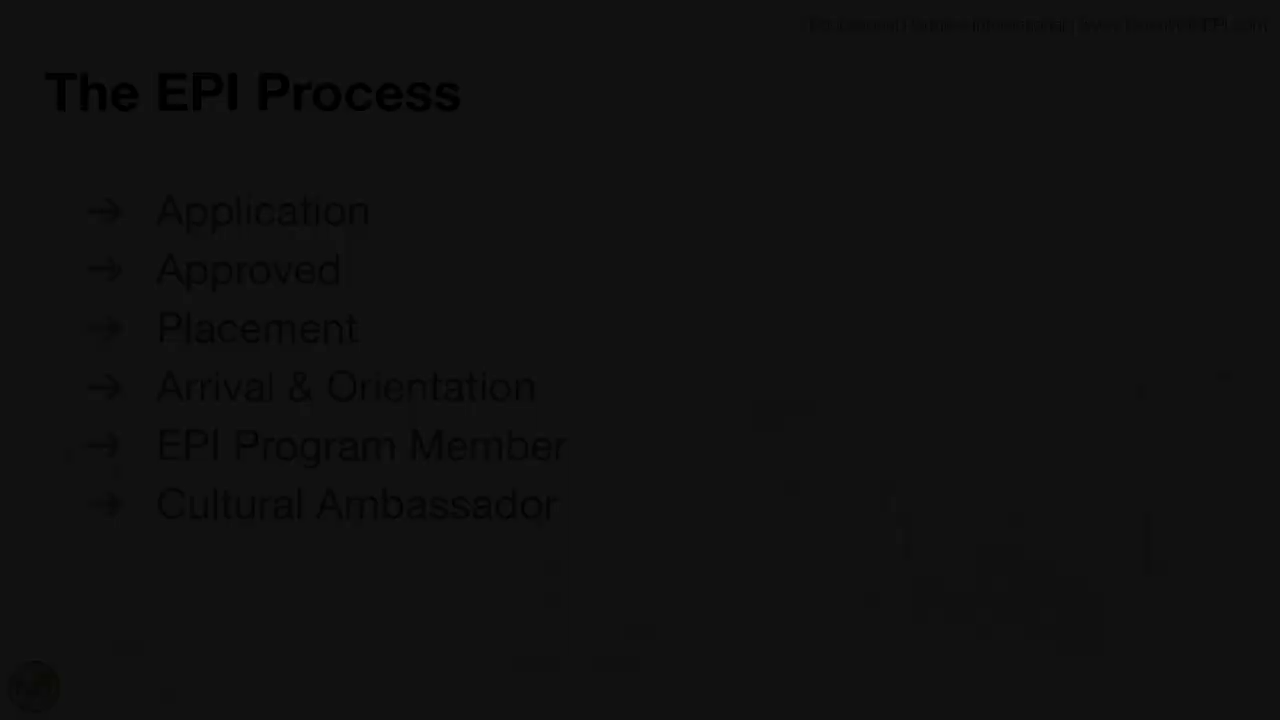 The EPI Process
→ Application
→ Approved
→ Placement
→ Arrival & Orientation
→ EPI Program Member
→ Cultural Ambassador